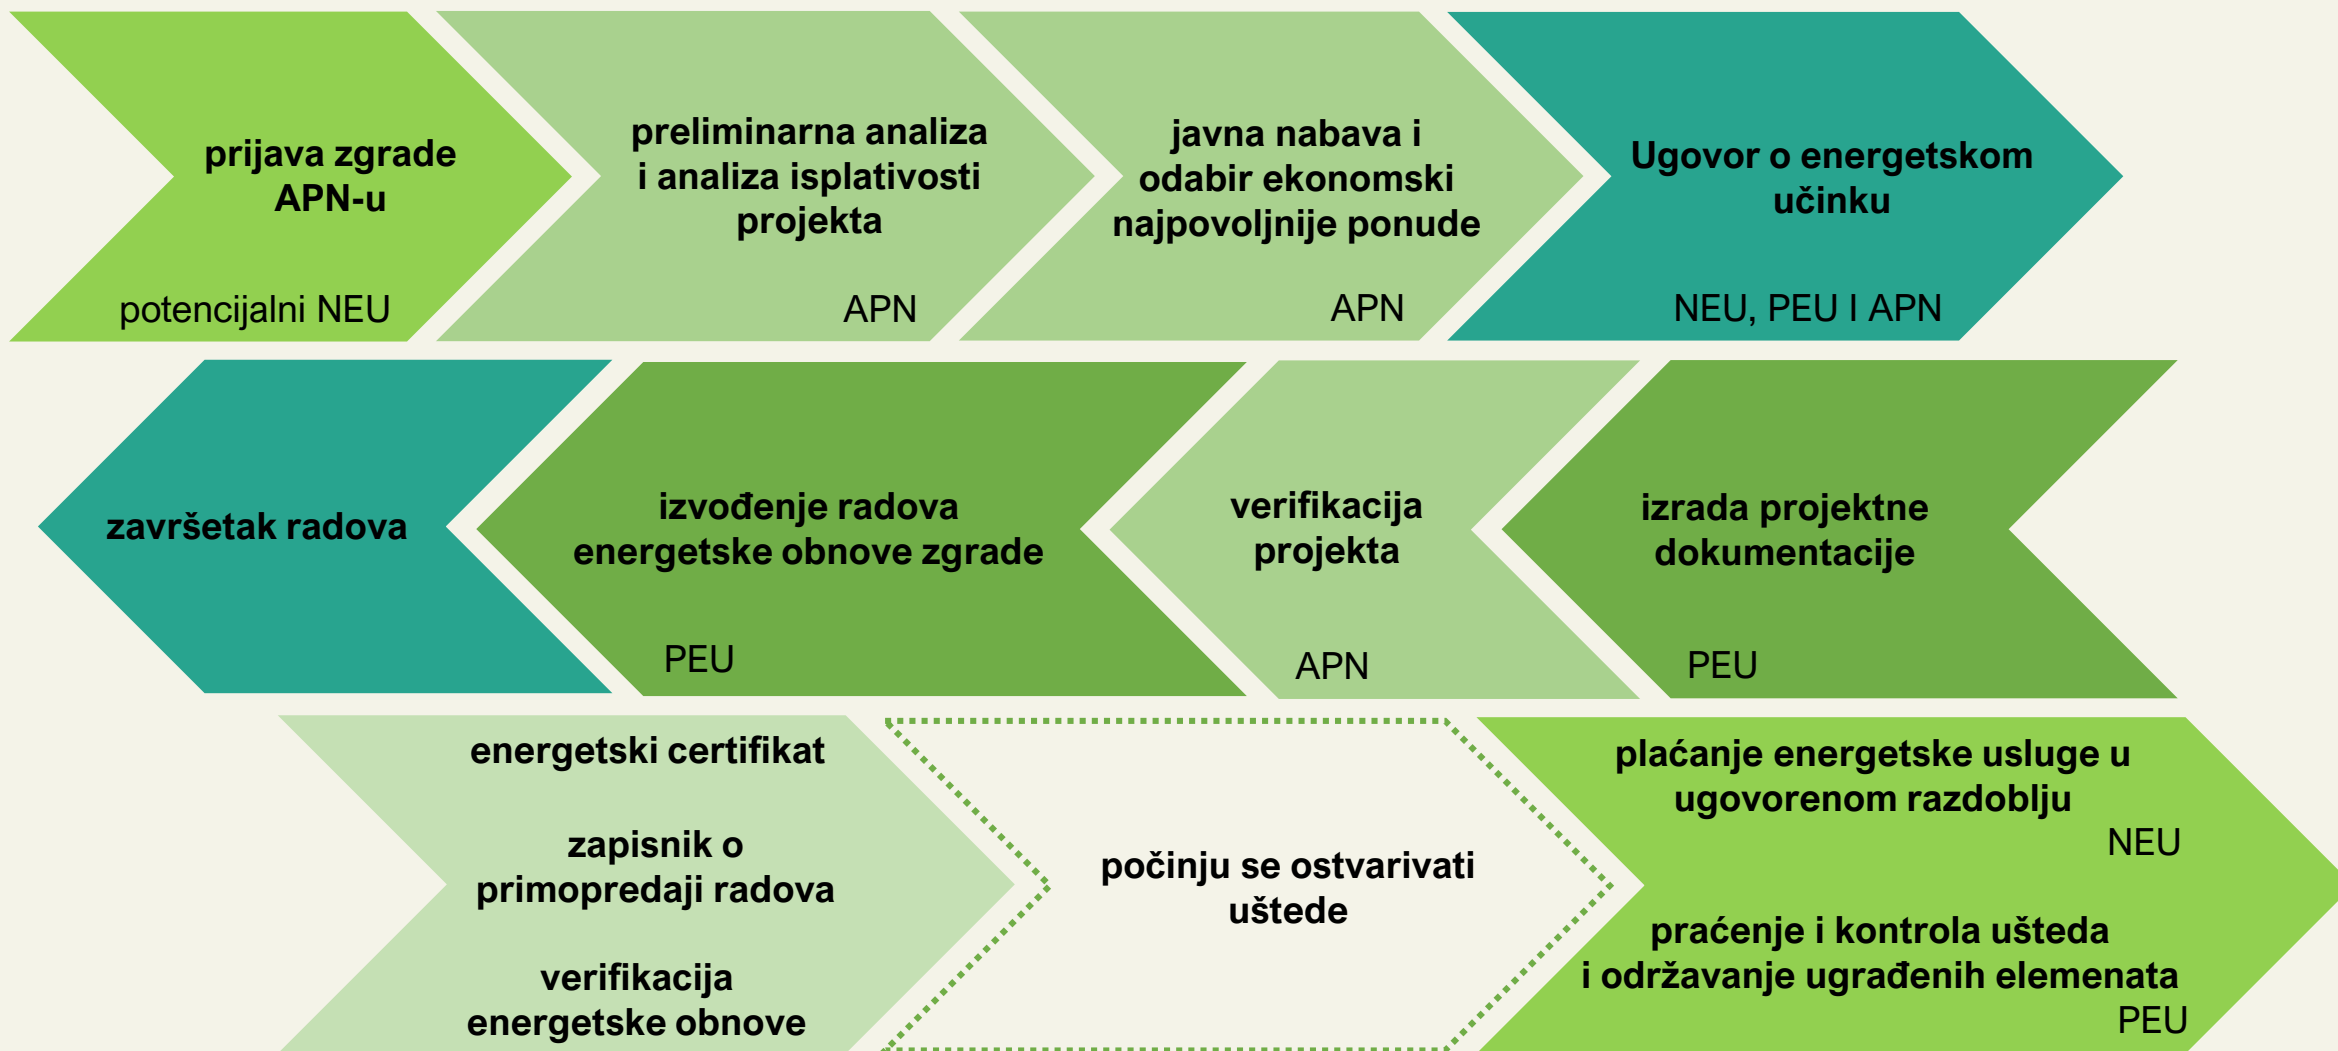 prijava zgrade
APN-u
potencijalni NEU
preliminarna analiza
i analiza isplativosti
projekta
APN
javna nabava i
odabir ekonomski
najpovoljnije ponude
APN
Ugovor o energetskom
učinku
NEU, PEU I APN
izrada projektne
dokumentacije
PEU
verifikacija
projekta
APN
izvođenje radova
energetske obnove zgrade
PEU
završetak radova
energetski certifikat
zapisnik o
primopredaji radova
verifikacija
energetske obnove
počinju se ostvarivati
uštede
plaćanje energetske usluge u
ugovorenom razdoblju
NEU
praćenje i kontrola ušteda
i održavanje ugrađenih elemenata
PEU